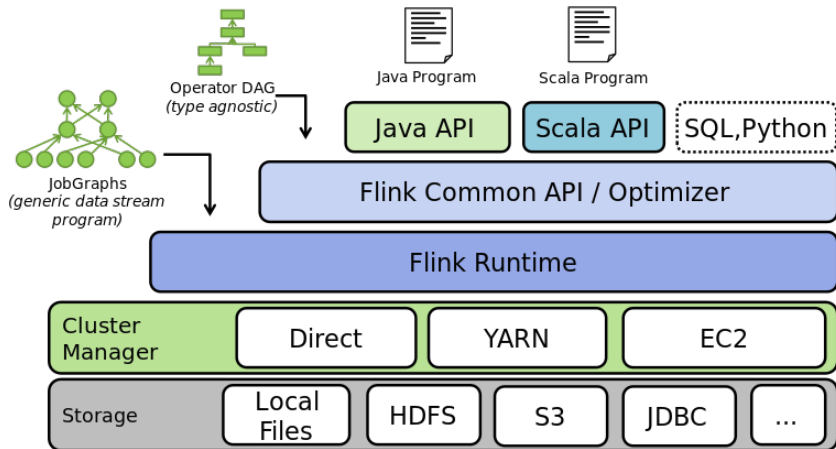 Operator DAG
(type agnostic)
Java Program
Scala Program
Java API
Scala API
SQL,Python
JobGraphs
(generic data stream
program)
Flink Common API / Optimizer
Flink Runtime
Cluster
Manager
Direct
YARN
EC2
Storage
Local
Files
HDFS
S3
JDBC
...